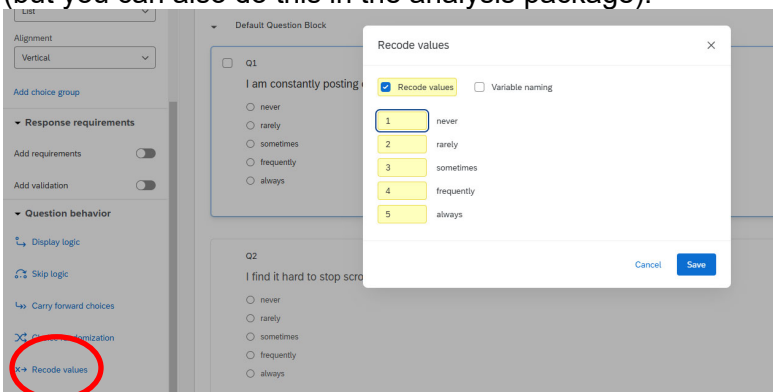 (but you can also do this in the analysis package).
List
Alignment
Vertical
Add choice group
Response requirements
Add requirements
Add validation
Question behavior
Display logic
Skip logic
Carry forward choices
randomization
Recode values
Default Question Block
Q1
I am constantly posting
never
rarely
sometimes
frequently
always
Q2
I find it hard to stop scro
never
rarely
sometimes
frequently
always
Recode values
Recode values Variable naming
1 never
2 rarely
3 sometimes
4 frequently
5 always
Cancel Save